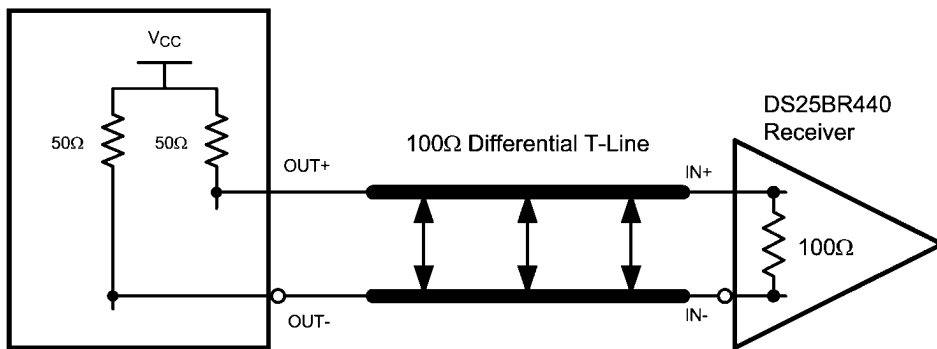 VCC
50Ω
50Ω
OUT+
OUT-
100Ω Differential T-Line
IN+
IN-
DS25BR440
Receiver
100Ω